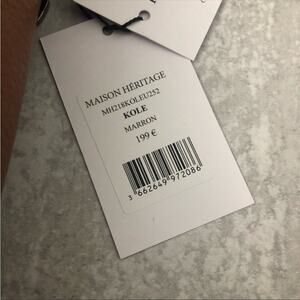 MAISON HÉRITAGE
MH218KOLEU252
KOLE
MARRON
199 €
3 662649 972086